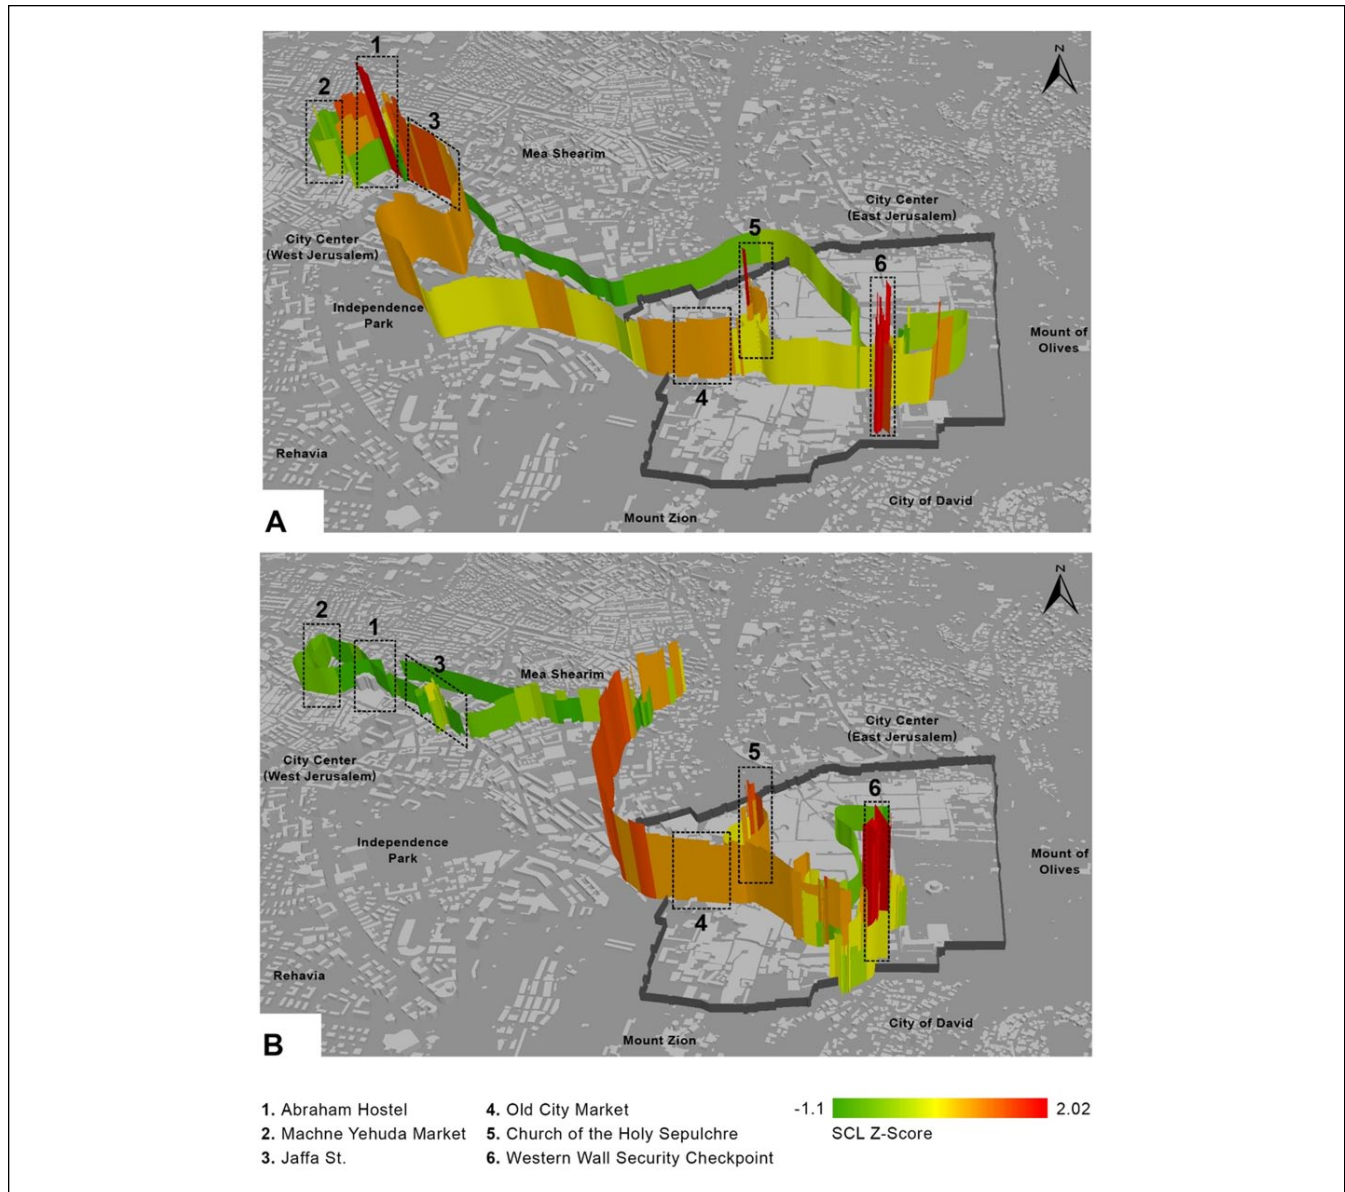 1
N
2
3
Mea Shearim
City Center
(East Jerusalem)
5
City Center
(West Jerusalem)
6
Independence
Park
Mount of
Olives
4
Rehavia
City of David
Mount Zion
A
N
2
1
3
Mea Shearim
City Center
(East Jerusalem)
5
City Center
(West Jerusalem)
6
Independence
Park
Mount of
Olives
4
Rehavia
City of David
Mount Zion
B
1. Abraham Hostel
2. Machne Yehuda Market
3. Jaffa St.
4. Old City Market
5. Church of the Holy Sepulchre
6. Western Wall Security Checkpoint
-1.1 2.02
SCL Z-Score